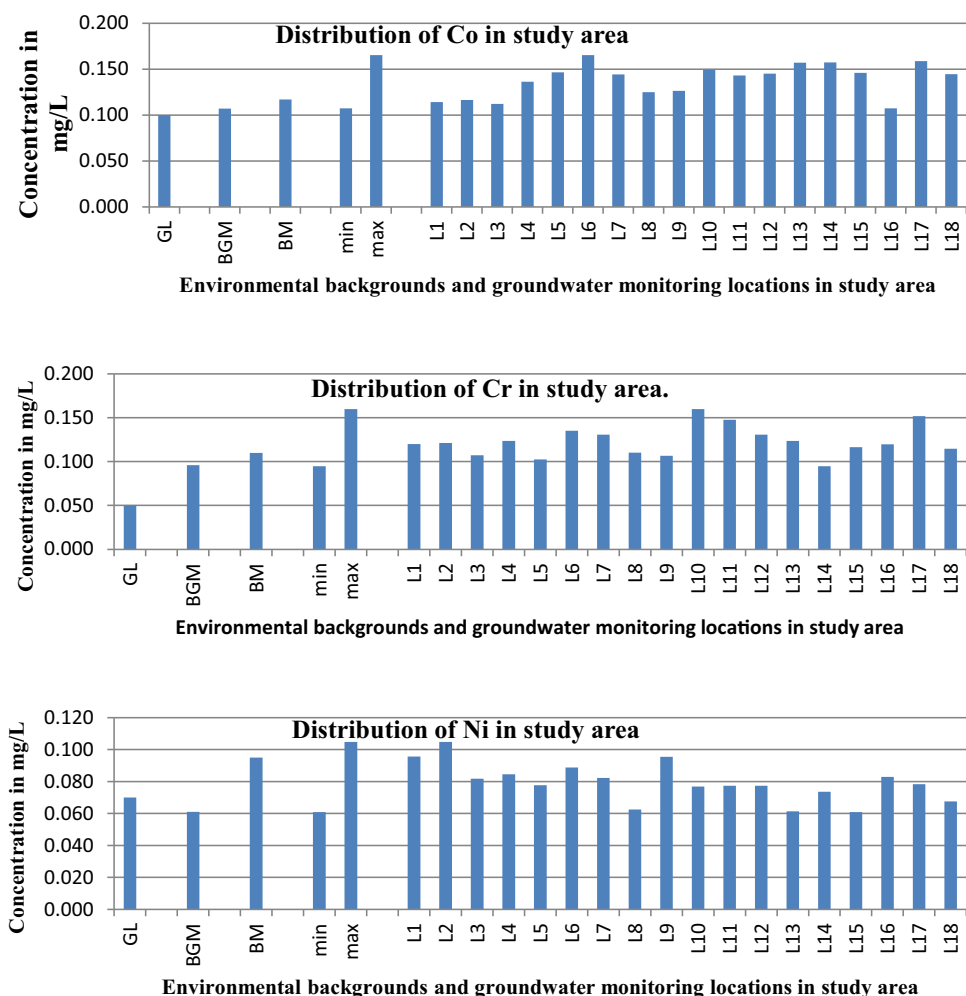 Distribution of Co in study area
Concentration in
mg/L
0.200
0.150
0.100
0.050
0.000
GL
BGM
BM
min
max
L1
L2
L3
L4
L5
L6
L7
L8
L9
L10
L11
L12
L13
L14
L15
L16
L17
L18
Environmental backgrounds and groundwater monitoring locations in study area
Distribution of Cr in study area.
Concentration in mg/L
0.200
0.150
0.100
0.050
0.000
GL
BGM
BM
min
max
L1
L2
L3
L4
L5
L6
L7
L8
L9
L10
L11
L12
L13
L14
L15
L16
L17
L18
Environmental backgrounds and groundwater monitoring locations in study area
Distribution of Ni in study area
Concentration in mg/L
0.120
0.100
0.080
0.060
0.040
0.020
0.000
GL
BGM
BM
min
max
L1
L2
L3
L4
L5
L6
L7
L8
L9
L10
L11
L12
L13
L14
L15
L16
L17
L18
Environmental backgrounds and groundwater monitoring locations in study area